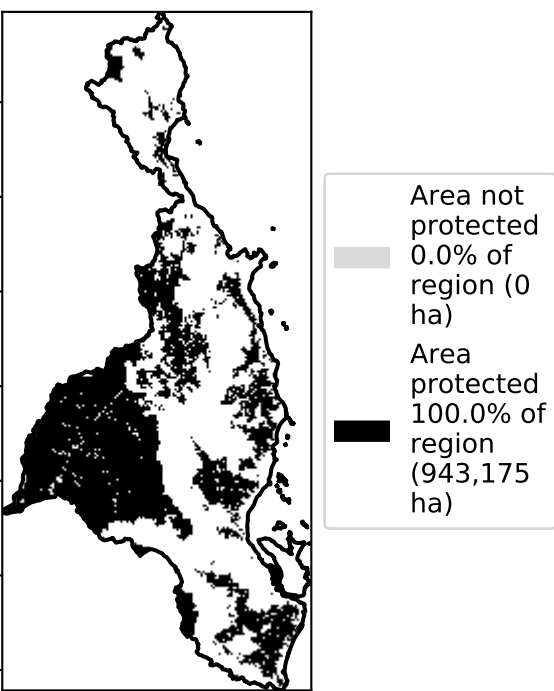 Area not
protected
0.0% of
region (0
ha)
Area
protected
100.0% of
region
(943,175
ha)